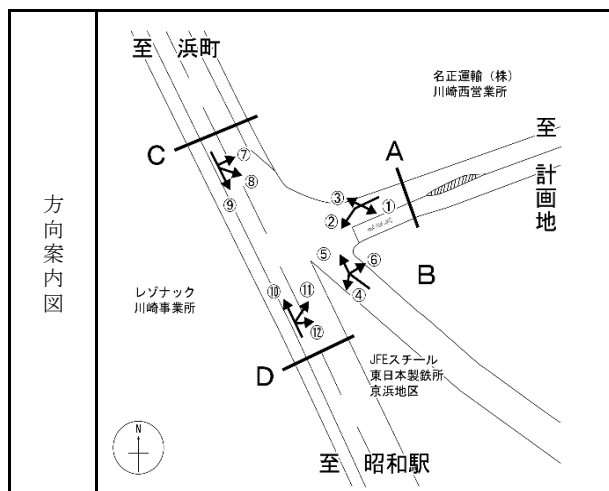 方向案内図
至 浜町
名正運輸（株）
川崎西営業所
至 計画地
C
A
⑦
⑧
⑨
③
①
②
⑤
⑥
④
B
レゾナック
川崎事業所
⑩
⑪
⑫
D
JFEスチール
東日本製鉄所
京浜地区
N
至 昭和駅